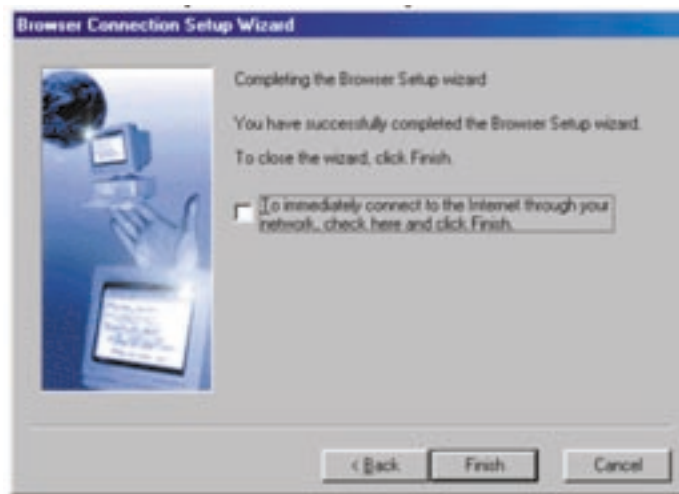 Browser Connection Setup Wizard
Completing the Browser Setup wizard
You have successfully completed the Browser Setup wizard.
To close the wizard, click Finish.
To immediately connect to the Internet through your
network, check here and click Finish.
< Back
Finish
Cancel